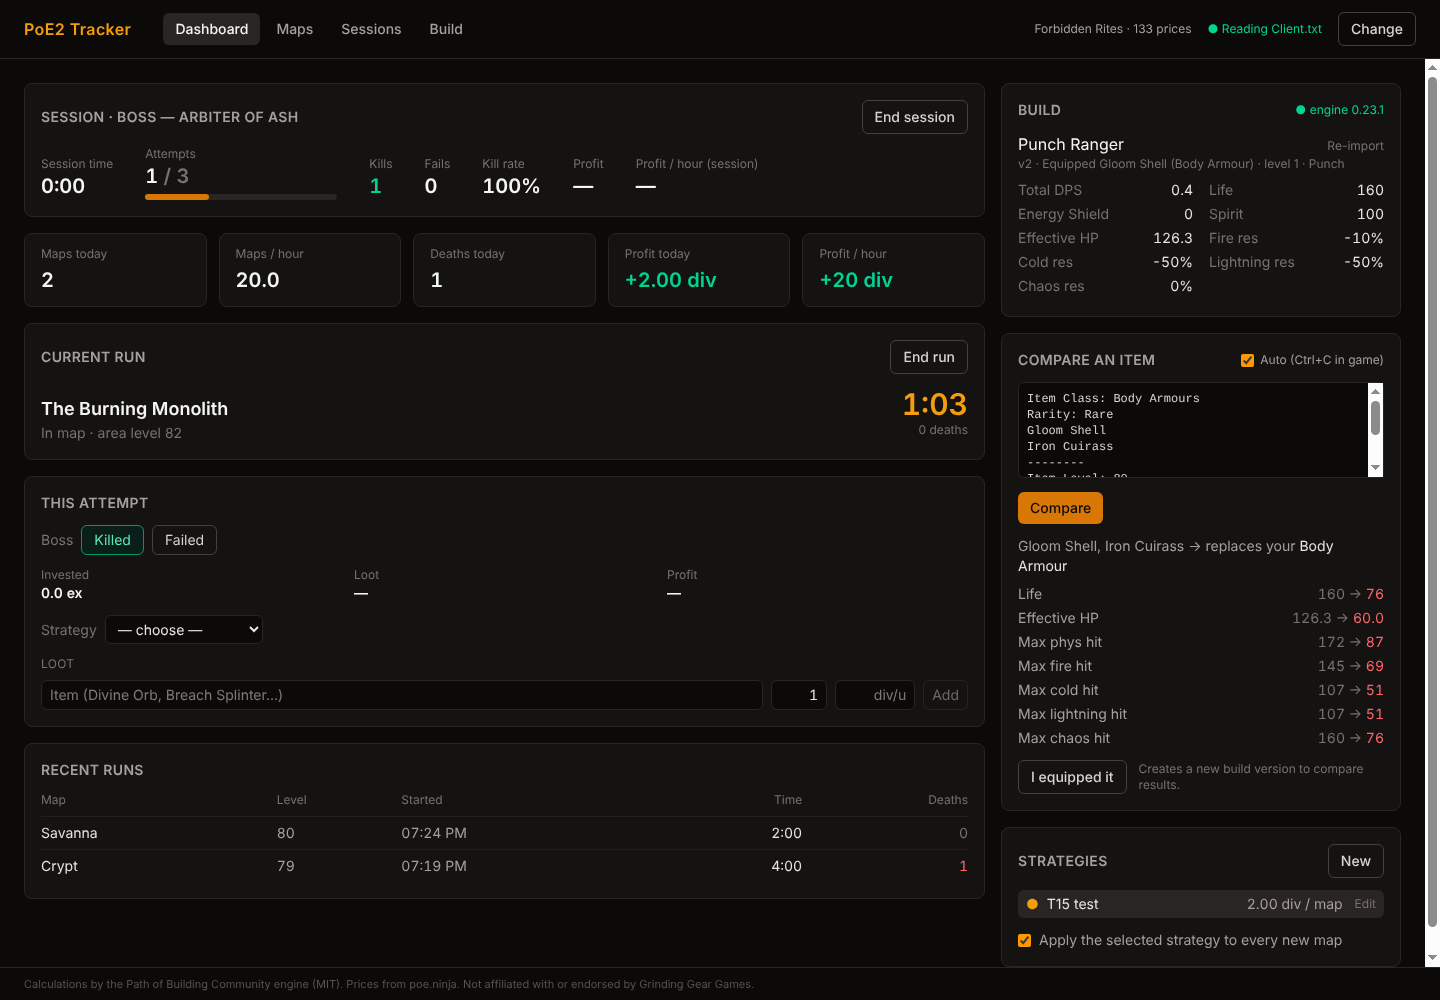 PoE2 Tracker
Dashboard
Maps
Sessions
Build
Forbidden Rites · 133 prices
Reading Client.txt
Change
SESSION · BOSS — ARBITER OF ASH
End session
Session time
Attempts
Kills
Fails
Kill rate
Profit
Profit / hour (session)
0:00
1 / 3
1
0
100%
—
—
Maps today
Maps / hour
Deaths today
Profit today
Profit / hour
2
20.0
1
+2.00 div
+20 div
CURRENT RUN
End run
The Burning Monolith
1:03
In map · area level 82
0 deaths
THIS ATTEMPT
Boss
Killed
Failed
Invested
Loot
Profit
0.0 ex
—
—
Strategy
— choose —
LOOT
Item (Divine Orb, Breach Splinter...)
1
div/u
Add
RECENT RUNS
Map Level Started Time Deaths
Savanna 80 07:24 PM 2:00 0
Crypt 79 07:19 PM 4:00 1
BUILD
engine 0.23.1
Punch Ranger
Re-import
v2 · Equipped Gloom Shell (Body Armour) · level 1 · Punch
Total DPS 0.4 Life 160
Energy Shield 0 Spirit 100
Effective HP 126.3 Fire res -10%
Cold res -50% Lightning res -50%
Chaos res 0%
COMPARE AN ITEM
Auto (Ctrl+C in game)
Item Class: Body Armours
Rarity: Rare
Gloom Shell
Iron Cuirass
--------
Compare
Gloom Shell, Iron Cuirass → replaces your Body
Armour
Life 160 → 76
Effective HP 126.3 → 60.0
Max phys hit 172 → 87
Max fire hit 145 → 69
Max cold hit 107 → 51
Max lightning hit 107 → 51
Max chaos hit 160 → 76
I equipped it
Creates a new build version to compare
results.
STRATEGIES
New
T15 test
2.00 div / map
Edit
Apply the selected strategy to every new map
Calculations by the Path of Building Community engine (MIT). Prices from poe.ninja. Not affiliated with or endorsed by Grinding Gear Games.